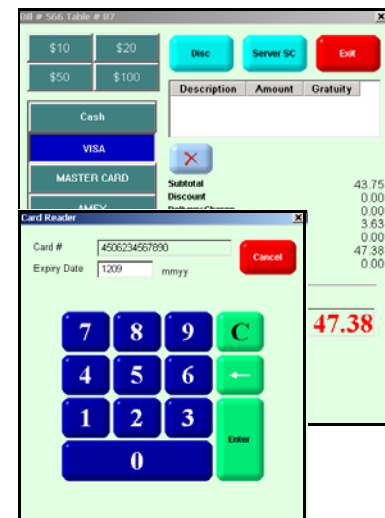 Bill # 566 Table # 87
x
$10 $20
Disc Server SC Exit
$50 $100
Description Amount Gratuity
Cash
VISA
X
MASTER CARD
Subtotal 43.75
Discount 0.00
AMEX
Delivery Charge 0.00
3.63
0.00
47.38
0.00
47.38
Card Reader x
Card # 4506234567890
Cancel
Expiry Date 1209 mmyy
7 8 9 C
4 5 6 ←
1 2 3
Enter
0